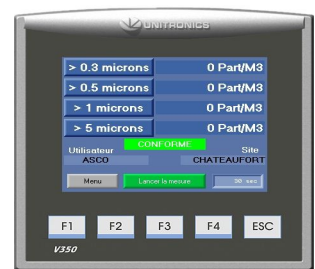 UNITRONICS
> 0.3 microns 0 Part/M3
> 0.5 microns 0 Part/M3
> 1 microns 0 Part/M3
> 5 microns 0 Part/M3
CONFORME
Utilisateur Site
ASCO CHATEAUFORT
Menu Lancer la mesure 30 sec
F1 F2 F3 F4 ESC
V350